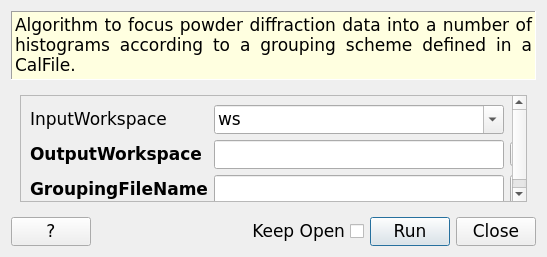 Algorithm to focus powder diffraction data into a number of
histograms according to a grouping scheme defined in a
CalFile.
InputWorkspace ws
OutputWorkspace
GroupingFileName
? Keep Open Run Close